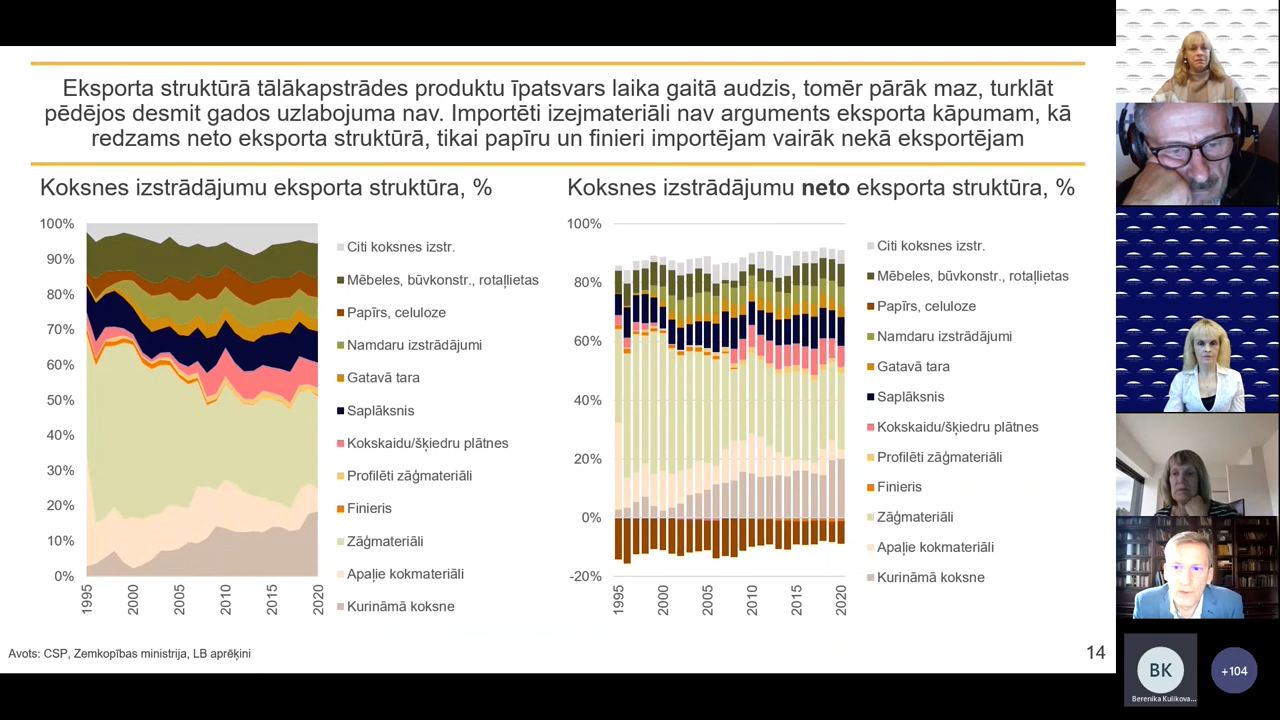 Eksporta struktūrā tālākapstrādes produktu īpatsvars laika gaitā audzis, tomēr pārāk maz, turklāt
pēdējos desmit gados uzlabojuma nav. Importēti izejmateriāli nav arguments eksporta kāpumam, kā
redzams neto eksporta struktūrā, tikai papīru un finieri importējam vairāk nekā eksportējam
Koksnes izstrādājumu eksporta struktūra, %
100%
90%
80%
70%
60%
50%
40%
30%
20%
10%
0%
1995
2000
2005
2010
2015
2020
Citi koksnes izstr.
Mēbeles, būvkonstr., rotaļlietas
Papīrs, celuloze
Namdaru izstrādājumi
Gatavā tara
Saplāksnis
Kokskaidu/šķiedru plātnes
Profilēti zāģmateriāli
Finieris
Zāģmateriāli
Apaļie kokmateriāli
Kurināmā koksne
Koksnes izstrādājumu neto eksporta struktūra, %
100%
80%
60%
40%
20%
0%
-20%
1995
2000
2005
2010
2015
2020
Citi koksnes izstr.
Mēbeles, būvkonstr., rotaļlietas
Papīrs, celuloze
Namdaru izstrādājumi
Gatavā tara
Saplāksnis
Kokskaidu/šķiedru plātnes
Profilēti zāģmateriāli
Finieris
Zāģmateriāli
Apaļie kokmateriāli
Kurināmā koksne
Avots: CSP, Zemkopības ministrija, LB aprēķini
14
BK
Berenika Kulikova...
+104